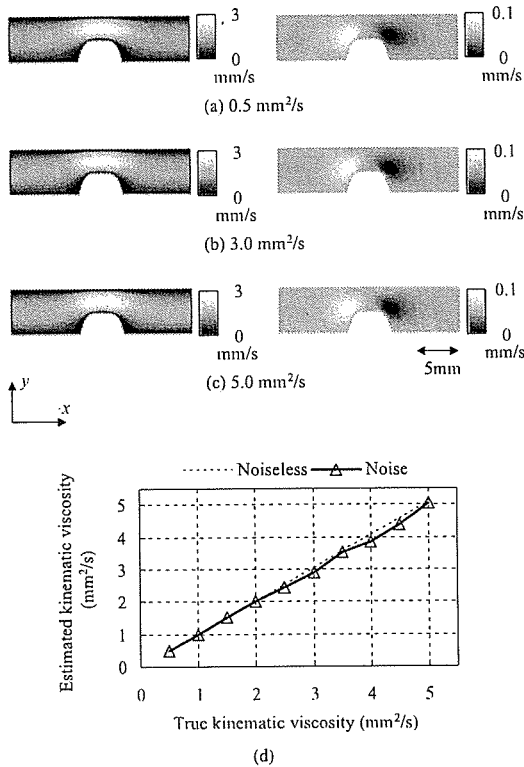 3
0
mm/s
0.1
0
mm/s
(a) 0.5 mm²/s
3
0
mm/s
0.1
0
mm/s
(b) 3.0 mm²/s
3
0
mm/s
0.1
0
mm/s
5mm
(c) 5.0 mm²/s
y
x
Noiseless
Noise
Estimated kinematic viscosity
(mm²/s)
5
4
3
2
1
0
0 1 2 3 4 5
True kinematic viscosity (mm²/s)
(d)